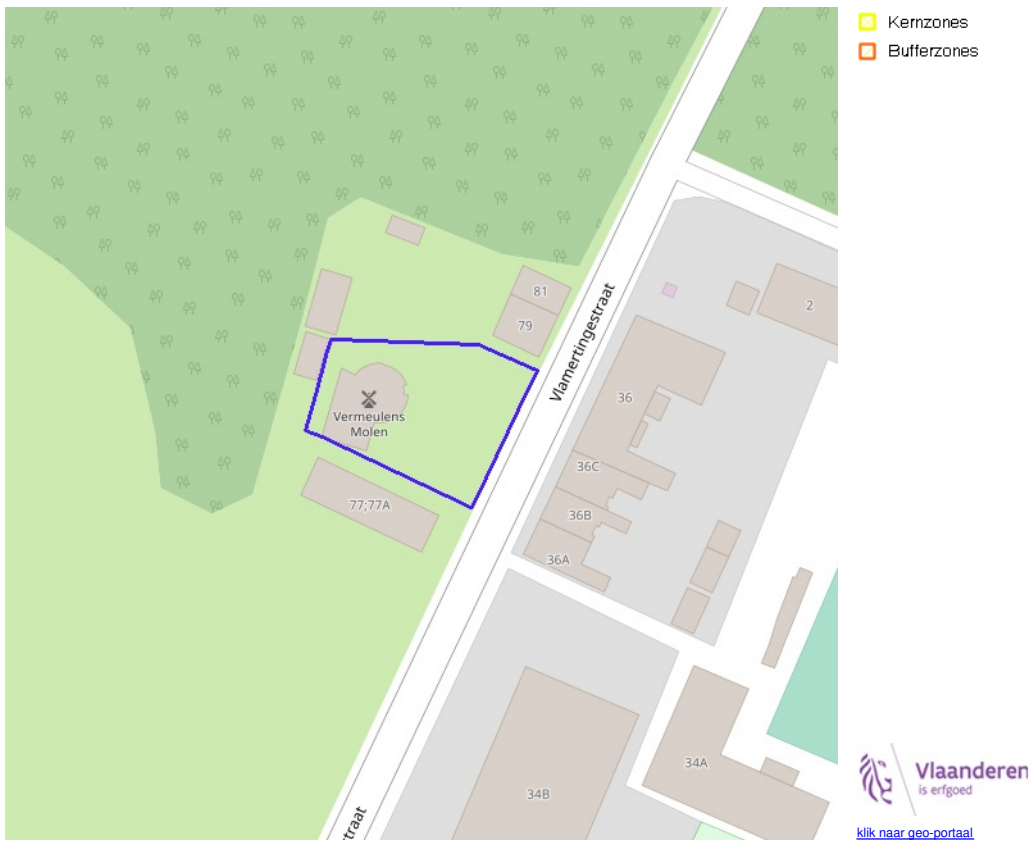 Kernzones
Bufferzones
81
79
2
Vlamertingestraat
36
Vermeulens
Molen
36C
77;77A
36B
36A
34A
34B
straat
Vlaanderen
is erfgoed
klik naar geo-portaal